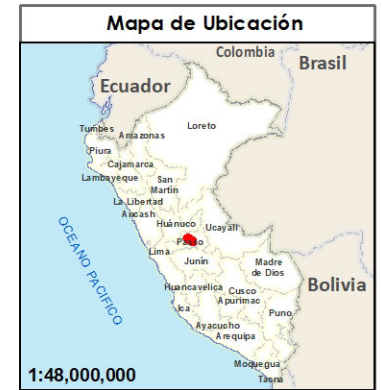 Mapa de Ubicación
Colombia
Brasil
Ecuador
Tumbes
Amazonas
Loreto
Piura
Cajamarca
Lambayeque
San
Martín
La Libertad
Ancash
Huánuco
Ucayali
Pasco
Lima
Junín
Madre
de Dios
OCEANO PACIFICO
Huancavelica
Cusco
Apurimac
Bolivia
Ica
Puno
Ayacucho
Arequipa
Moquegua
Tacna
1:48,000,000